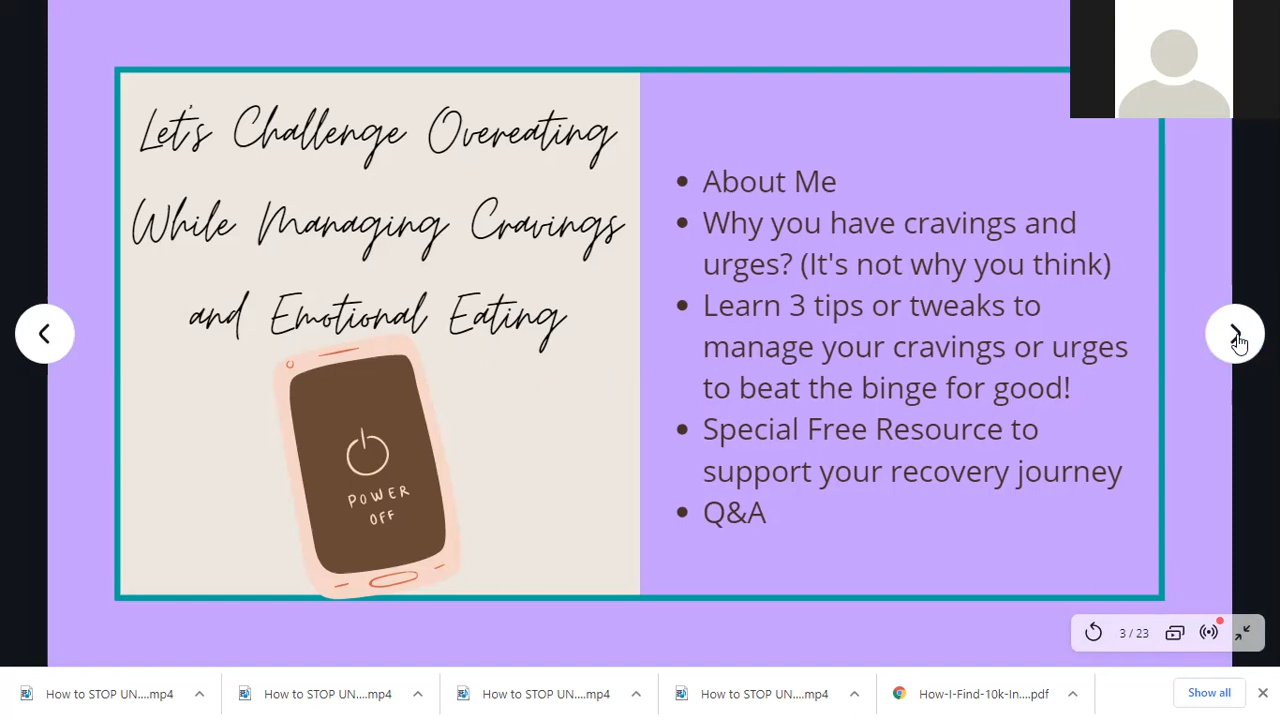 Let's Challenge Overeating
While Managing Cravings
and Emotional Eating
POWER
OFF
• About Me
• Why you have cravings and
urges? (It's not why you think)
• Learn 3 tips or tweaks to
manage your cravings or urges
to beat the binge for good!
• Special Free Resource to
support your recovery journey
• Q&A
3 / 23
How to STOP UN....mp4
How to STOP UN....mp4
How to STOP UN....mp4
How to STOP UN....mp4
How-I-Find-10k-In....pdf
Show all